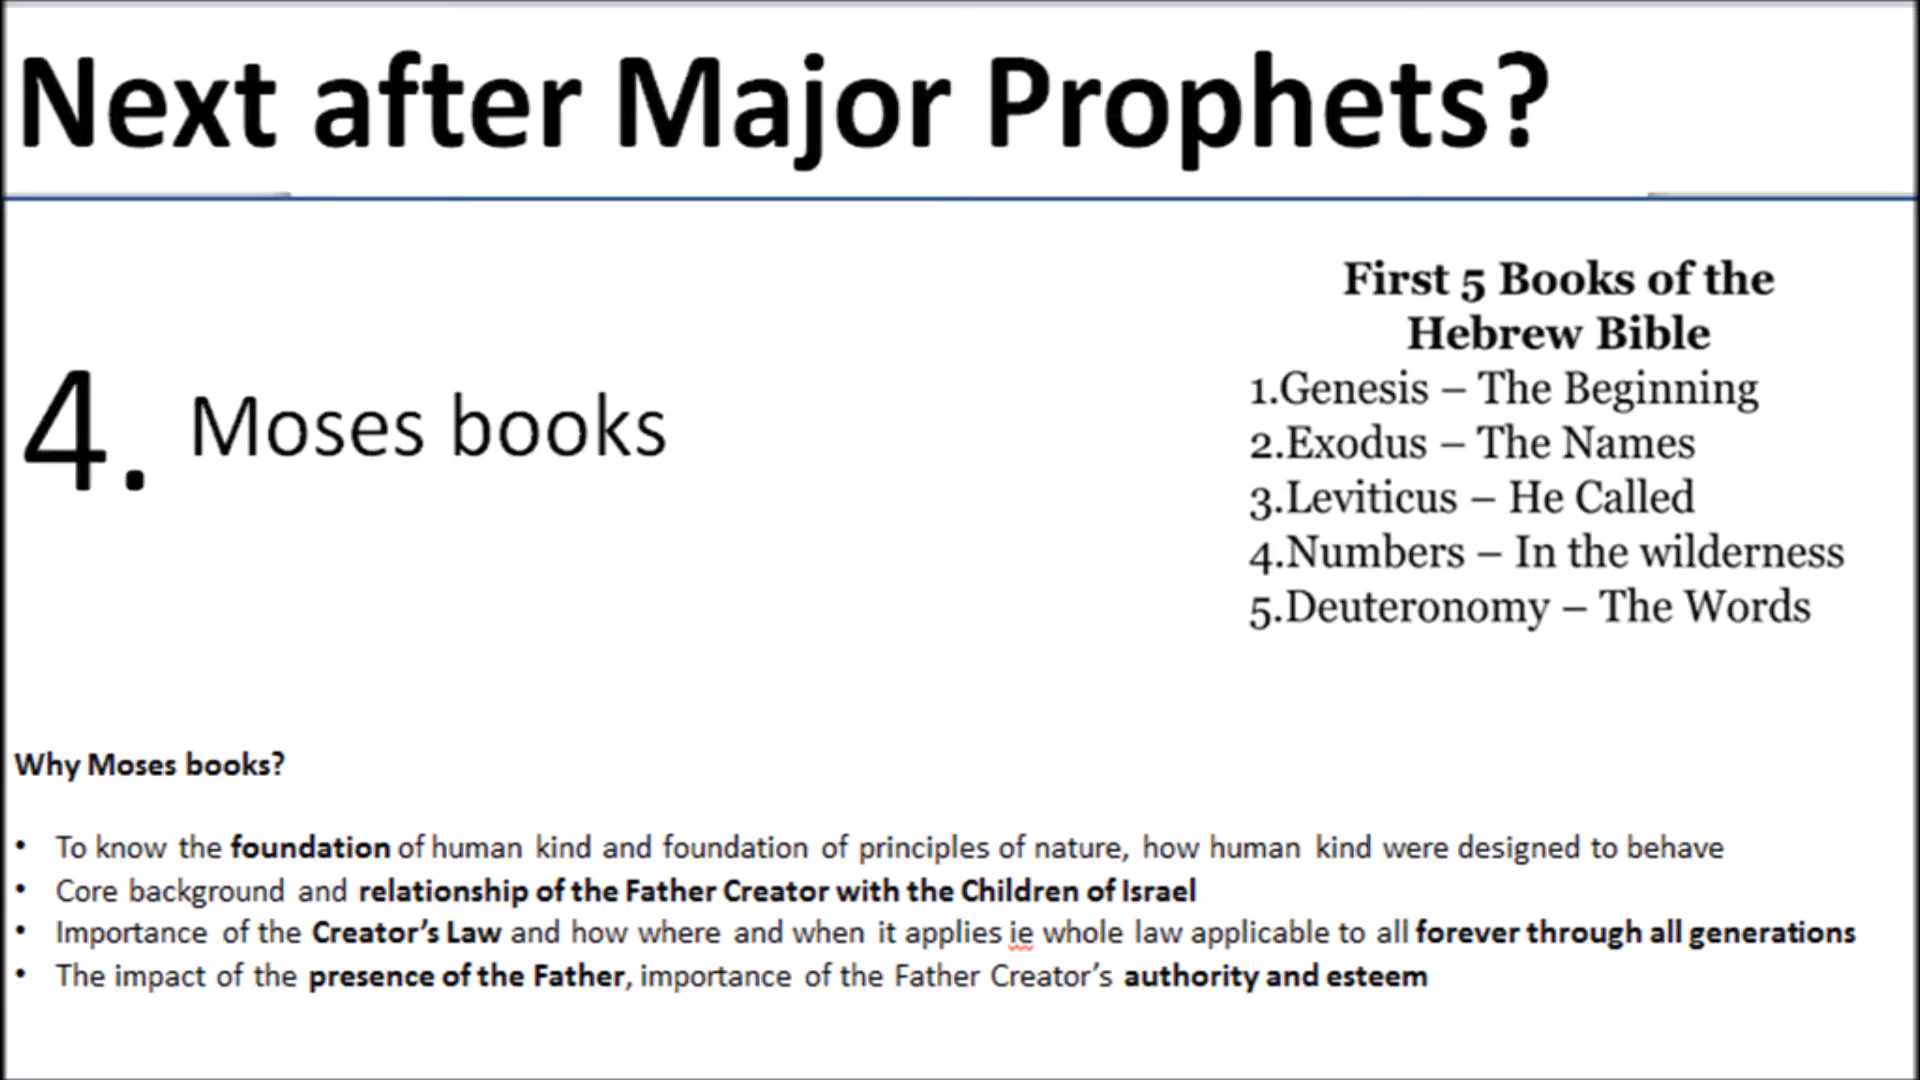 Next after Major Prophets?
4. Moses books
First 5 Books of the
Hebrew Bible
1.Genesis – The Beginning
2.Exodus – The Names
3.Leviticus – He Called
4.Numbers – In the wilderness
5.Deuteronomy – The Words
Why Moses books?
• To know the foundation of human kind and foundation of principles of nature, how human kind were designed to behave
• Core background and relationship of the Father Creator with the Children of Israel
• Importance of the Creator’s Law and how where and when it applies ie whole law applicable to all forever through all generations
• The impact of the presence of the Father, importance of the Father Creator’s authority and esteem